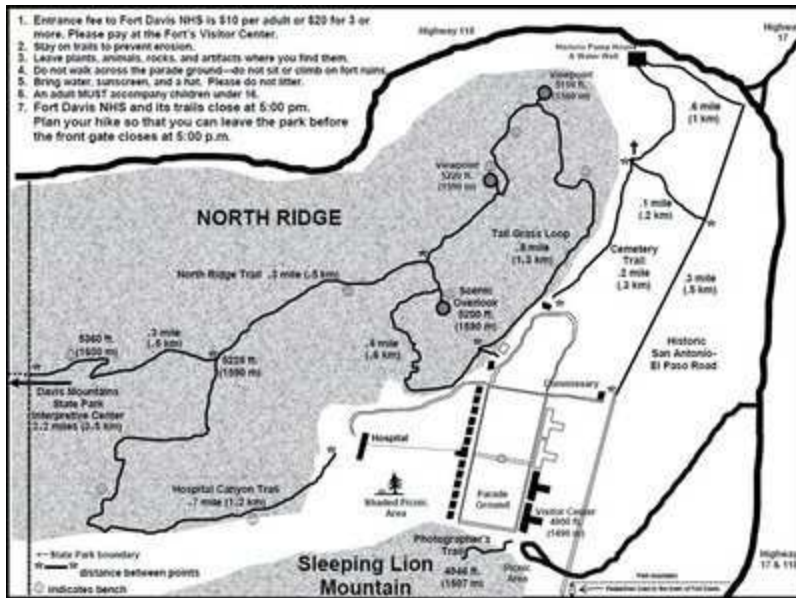 1. Entrance fee to Fort Davis NHS is $10 per adult or $20 for 3 or
more. Please pay at the Fort's Visitor Center.
2. Stay on trails to prevent erosion.
3. Leave plants, animals, rocks, and artifacts where you find them.
4. Do not walk across the parade ground—do not sit or climb on fort ruins.
5. Bring water, sunscreen, and a hat. Please do not litter.
6. An adult MUST accompany children under 16.
7. Fort Davis NHS and its trails close at 5:00 pm.
Plan your hike so that you can leave the park before
the front gate closes at 5:00 p.m.
Highway 118
Highway
17
Historic Pump House
& Water Well
Viewpoint
5150 ft.
.6 mile
(1 km)
Viewpoint
5220 ft.
(1590 m)
NORTH RIDGE
.1 mile
(.2 km)
Tall Grass Loop
.8 mile
(1.3 km)
Cemetery
Trail
.2 mile
(.3 km)
North Ridge Trail .3 mile (.5 km)
.3 mile
(.5 km)
Scenic
Overlook
5200 ft.
(1580 m)
Historic
San Antonio-
El Paso Road
.3 mile
(.5 km)
5260 ft.
(1600 m)
5220 ft.
(1590 m)
.4 mile
(.6 km)
Davis Mountains
State Park
Interpretive Center
2.2 miles (3.5 km)
Commissary
Hospital
Hospital Canyon Trail
.7 mile (1.2 km)
Shaded Picnic
Area
Parade
Ground
Visitor Center
4900 ft.
(1490 m)
Photographer's
Trail
State Park boundary
distance between points
indicates bench
Sleeping Lion
Mountain
4946 ft.
(1507 m)
Picnic
Area
Highway
17 & 118